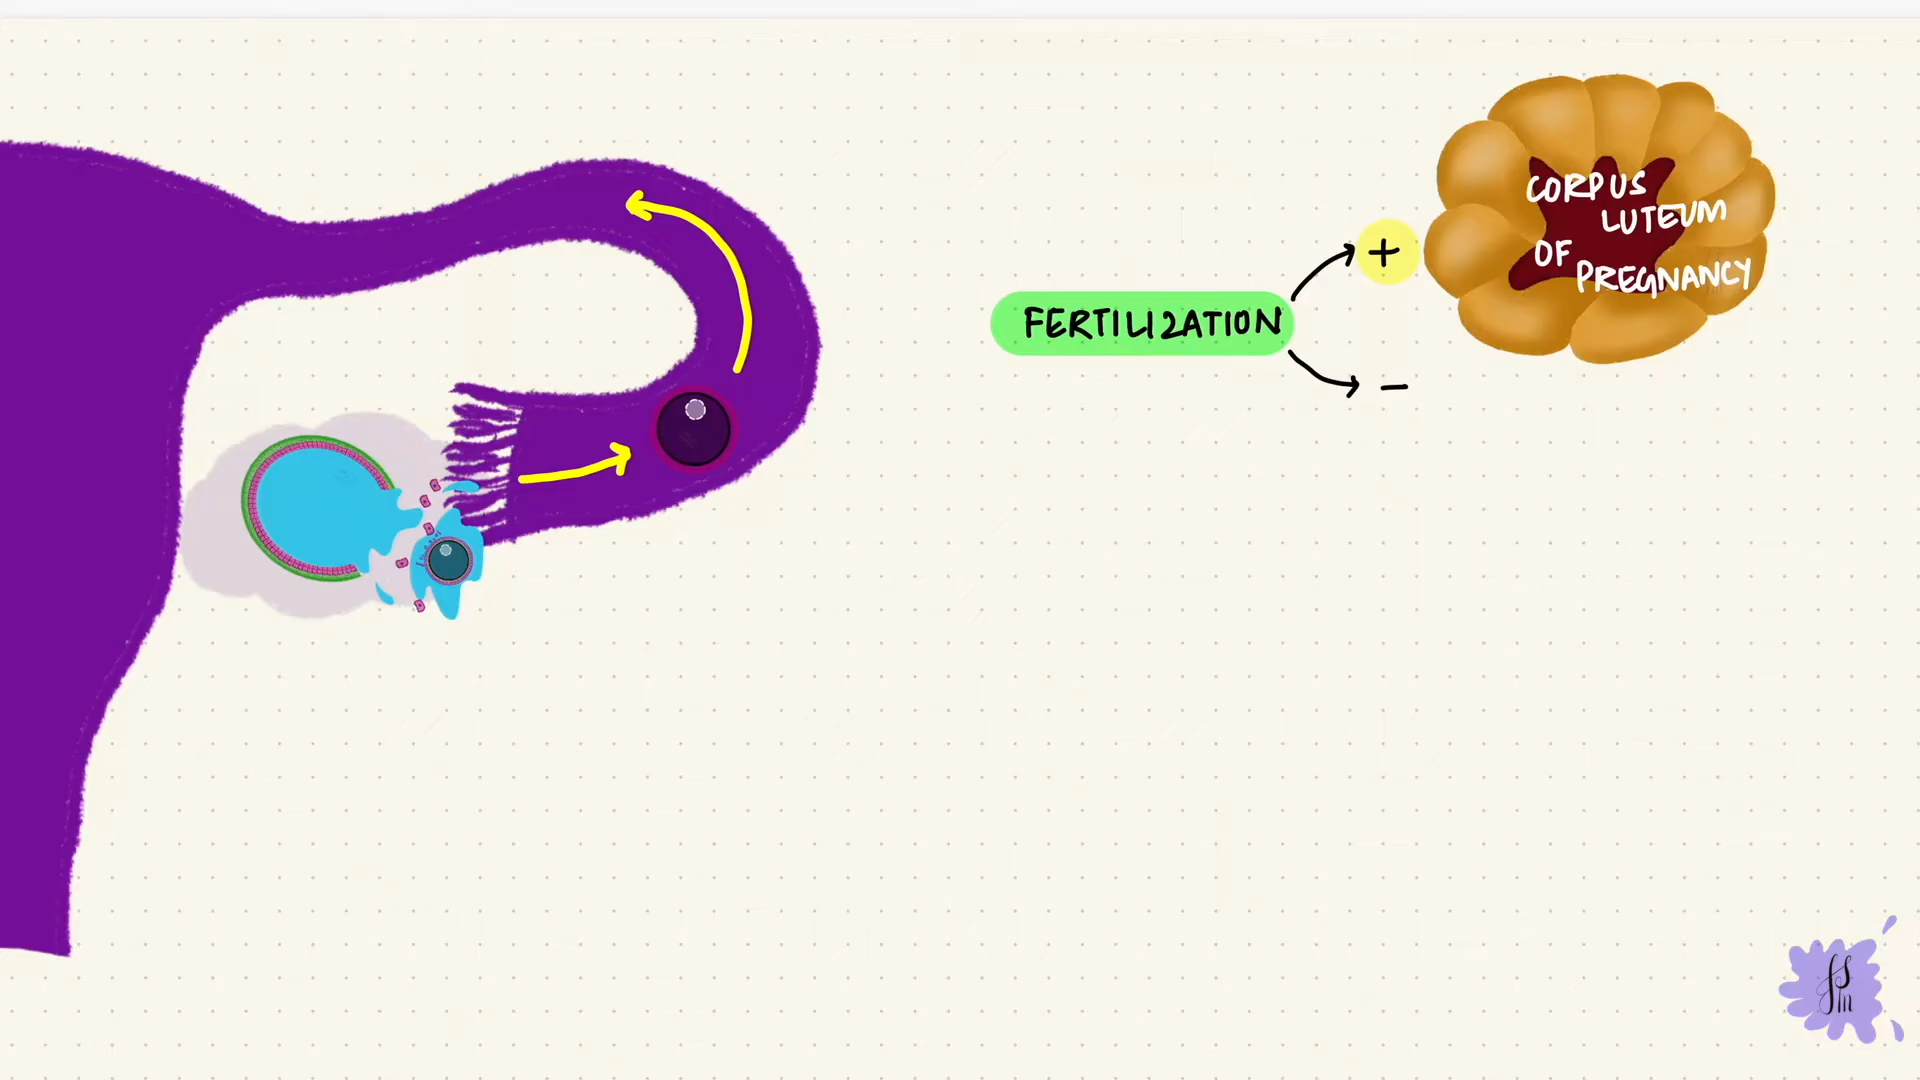 CORPUS
LUTEUM
OF
PREGNANCY
+
FERTILIZATION
-